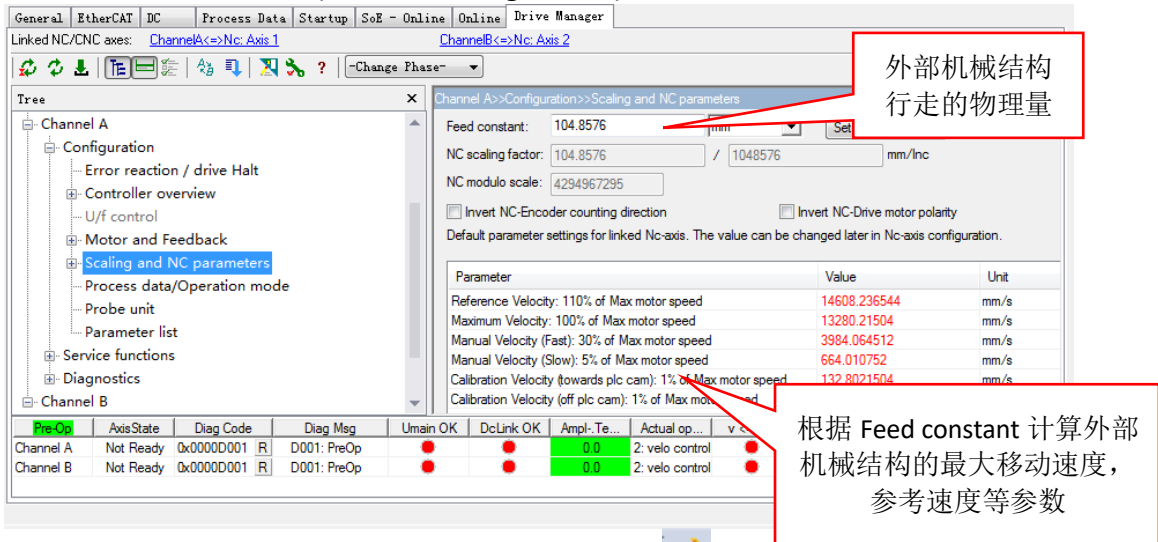 General EtherCAT DC Process Data Startup SoE - Online Online Drive Manager
Linked NC/CNC axes: ChannelA<=>Nc: Axis 1 ChannelB<=>Nc: Axis 2
TE ? -Change Phase-
外部机械结构
行走的物理量
Tree x Channel A>>Configuration>>Scaling and NC parameters
Channel A
Configuration
Error reaction / drive Halt
Controller overview
U/f control
Motor and Feedback
Scaling and NC parameters
Process data/Operation mode
Probe unit
Parameter list
Service functions
Diagnostics
Channel B
Feed constant: 104.8576 mm Set
NC scaling factor: 104.8576 / 1048576 mm/Inc
NC modulo scale: 4294967295
Invert NC-Encoder counting direction Invert NC-Drive motor polarity
Default parameter settings for linked Nc-axis. The value can be changed later in Nc-axis configuration.
Parameter Value Unit
Reference Velocity: 110% of Max motor speed 14608.236544 mm/s
Maximum Velocity: 100% of Max motor speed 13280.21504 mm/s
Manual Velocity (Fast): 30% of Max motor speed 3984.064512 mm/s
Manual Velocity (Slow): 5% of Max motor speed 664.010752 mm/s
Calibration Velocity (towards plc cam): 1% of Max motor speed 132.8021504 mm/s
Calibration Velocity (off plc cam): 1% of Max
根据 Feed constant 计算外部
机械结构的最大移动速度，
参考速度等参数
Pre-Op AxisState Diag Code Diag Msg Umain OK DcLink OK Ampl-.Te... Actual op... v <
Channel A Not Ready 0x0000D001 R D001: PreOp 0.0 2: velo control
Channel B Not Ready 0x0000D001 R D001: PreOp 0.0 2: velo control